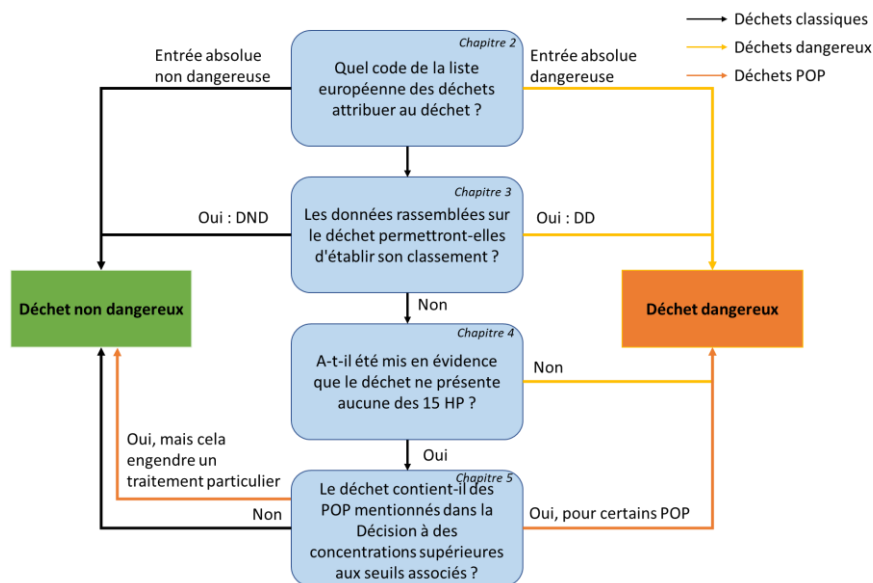 Déchets classiques
Déchets dangereux
Déchets POP
Entrée absolue
non dangereuse
Chapitre 2
Quel code de la liste
européenne des déchets
attribuer au déchet ?
Entrée absolue
dangereuse
Oui : DND
Chapitre 3
Les données rassemblées sur
le déchet permettront-elles
d'établir son classement ?
Oui : DD
Déchet non dangereux
Non
Déchet dangereux
Chapitre 4
A-t-il été mis en évidence
que le déchet ne présente
aucune des 15 HP ?
Non
Oui, mais cela
engendre un
traitement particulier
Oui
Non
Chapitre 5
Le déchet contient-il des
POP mentionnés dans la
Décision à des
concentrations supérieures
aux seuils associés ?
Oui, pour certains POP